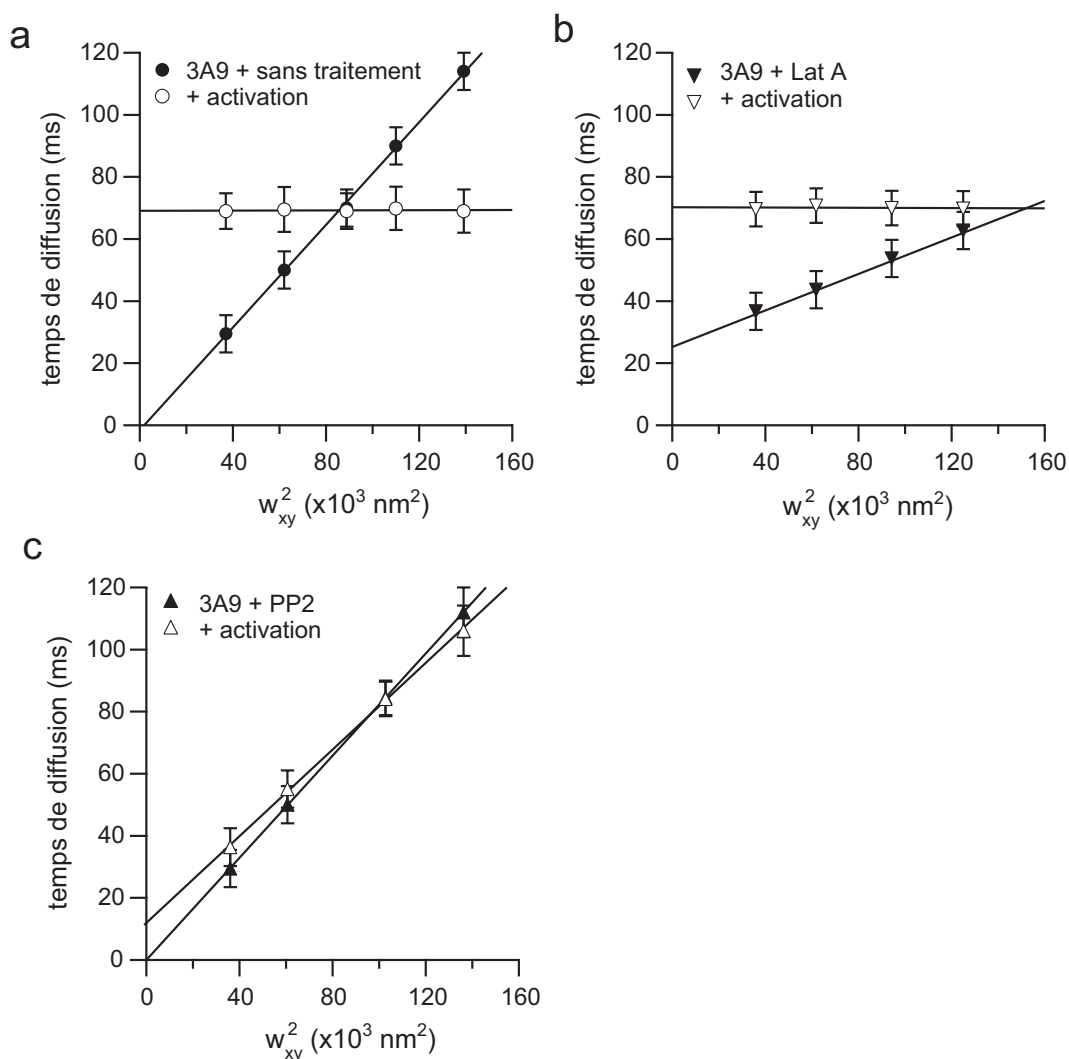 a
120
100
80
60
40
20
0
temps de diffusion (ms)
3A9 + sans traitement
+ activation
0 40 80 120 160
w²xy (x10³ nm²)
b
120
100
80
60
40
20
0
temps de diffusion (ms)
3A9 + Lat A
+ activation
0 40 80 120 160
w²xy (x10³ nm²)
c
120
100
80
60
40
20
0
temps de diffusion (ms)
3A9 + PP2
+ activation
0 40 80 120 160
w²xy (x10³ nm²)